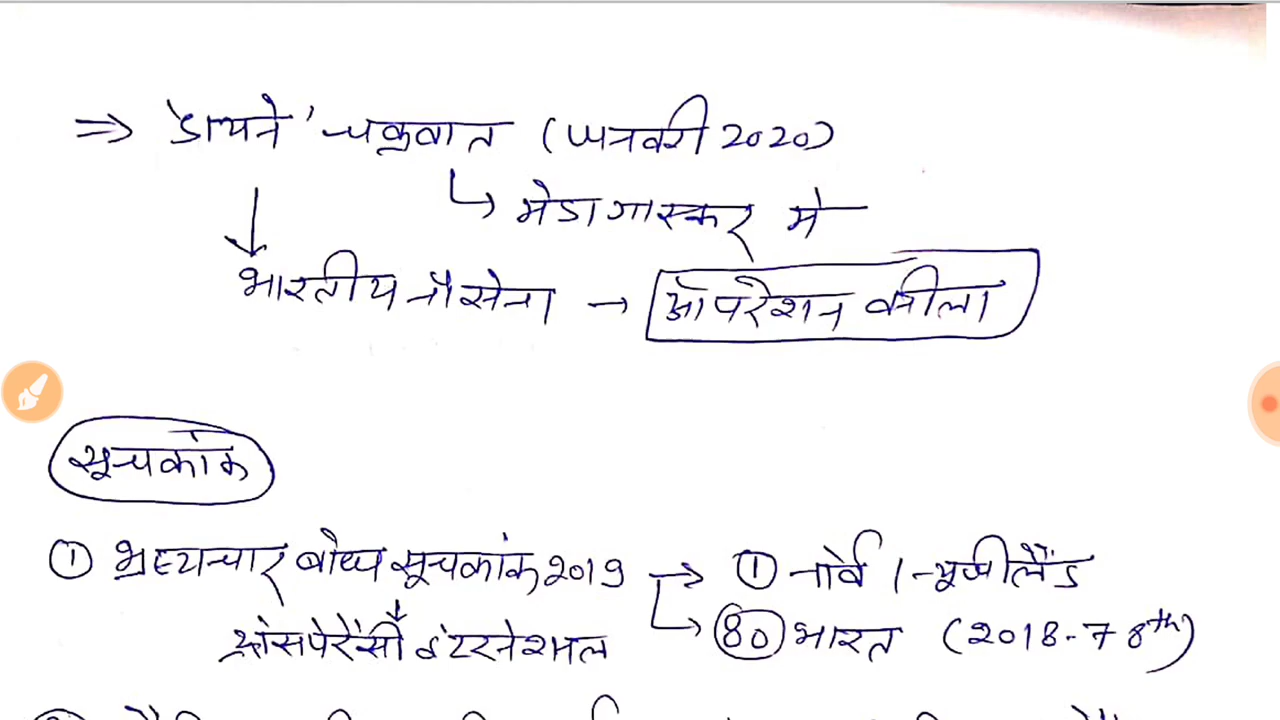 ⇒ 'डायने' चक्रवात (जनवरी 2020)
↳ मेडागास्कर में
भारतीय नौसेना → ऑपरेशन वनीला
सूचकांक
① भ्रष्टाचार बोध सूचकांक 2019 → ① नार्वे / न्यूजीलैंड
ट्रांसपेरेंसी इंटरनेशनल → 80 भारत (2018-78th)